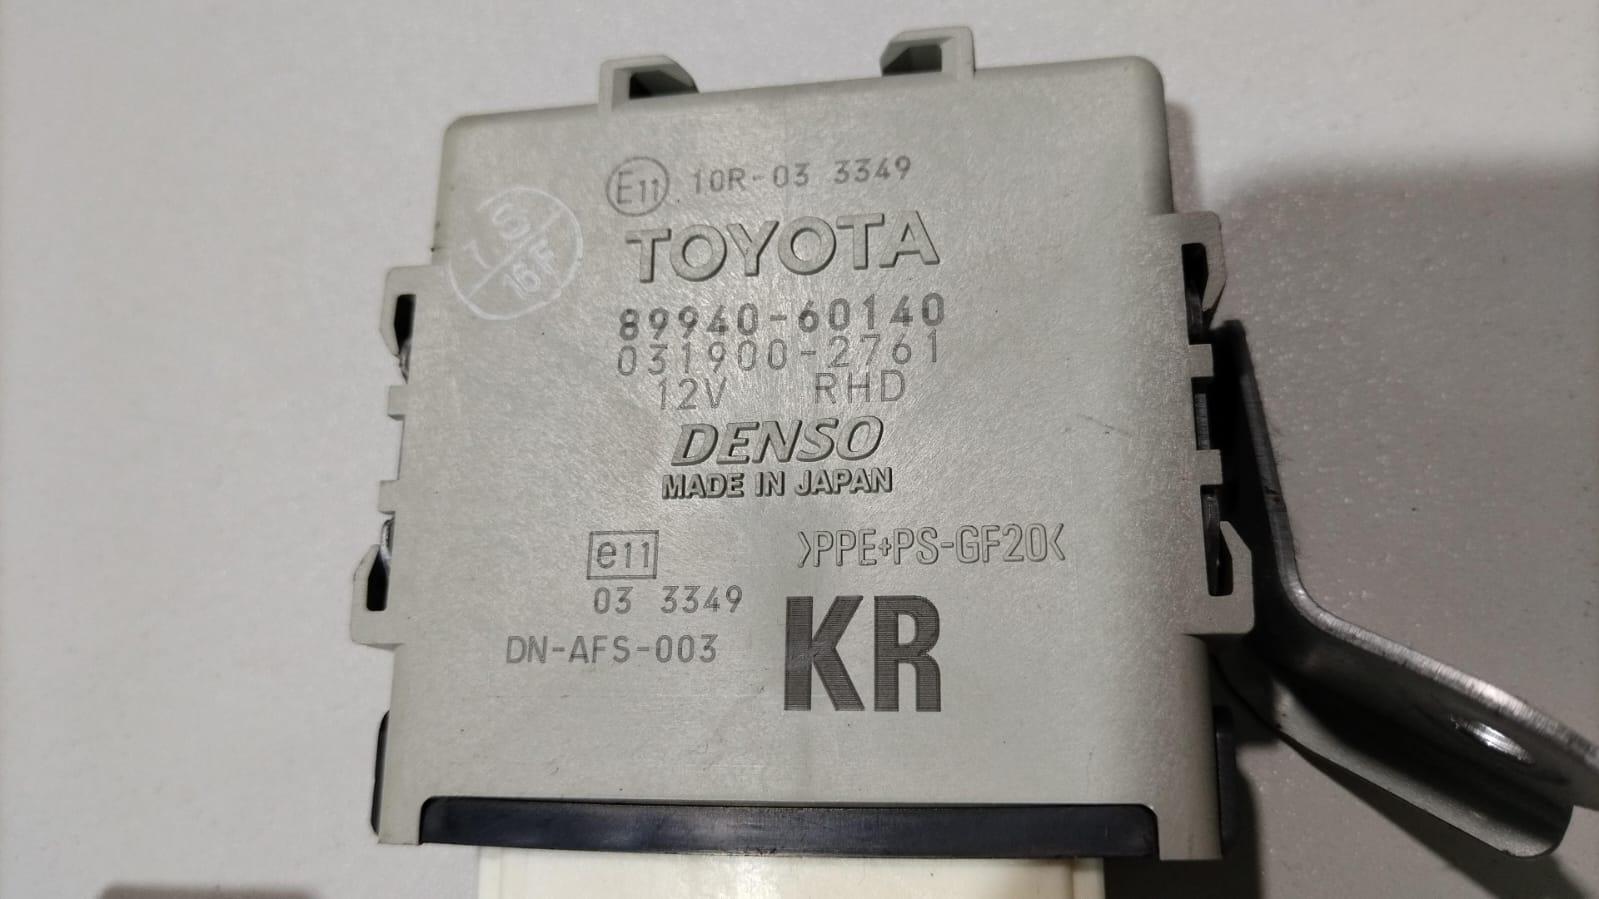 E11 10R-03 3349
TOYOTA
89940-60140
031900-2761
12V RHD
DENSO
MADE IN JAPAN
e11
>PPE+PS-GF20<
03 3349
KR
DN-AFS-003